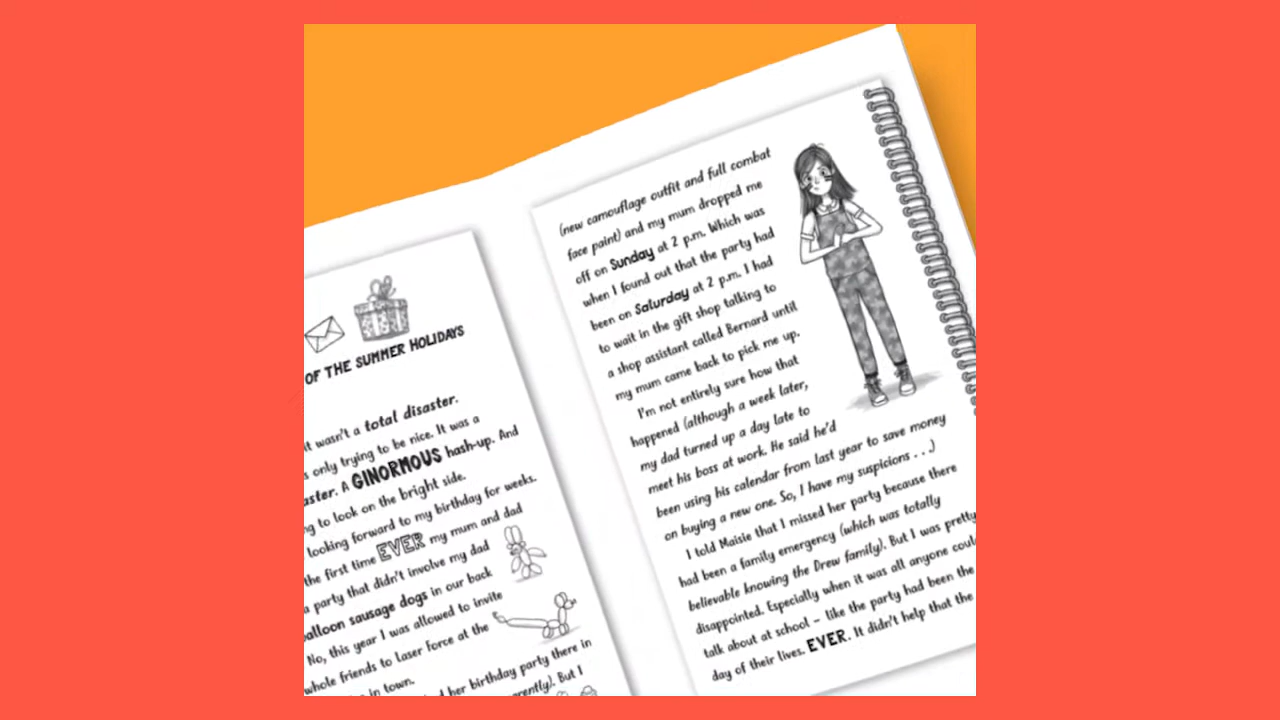 OF THE SUMMER HOLIDAYS
it wasn't a total disaster.
only trying to be nice. It was a
A GINORMOUS hash-up. And
to look on the bright side.
looking forward to my birthday for weeks.
the first time EVER my mum and dad
a party that didn't involve my dad
balloon sausage dogs in our back
No, this year I was allowed to invite
whole friends to Laser Force at the
in town.
her birthday party there in
But I
(new camouflage outfit and full combat
face paint) and my mum dropped me
off on Sunday at 2 p.m. Which was
when I found out that the party had
been on Saturday at 2 p.m. I had
to wait in the gift shop talking to
a shop assistant called Bernard until
my mum came back to pick me up.
I'm not entirely sure how that
happened (although a week later,
my dad turned up a day late to
meet his boss at work. He said he'd
been using his calendar from last year to save money
on buying a new one. So, I have my suspicions . . .)
I told Maisie that I missed her party because there
had been a family emergency (which was totally
believable knowing the Drew family). But I was pretty
disappointed. Especially when it was all anyone could
talk about at school – like the party had been the
day of their lives. EVER. It didn't help that the